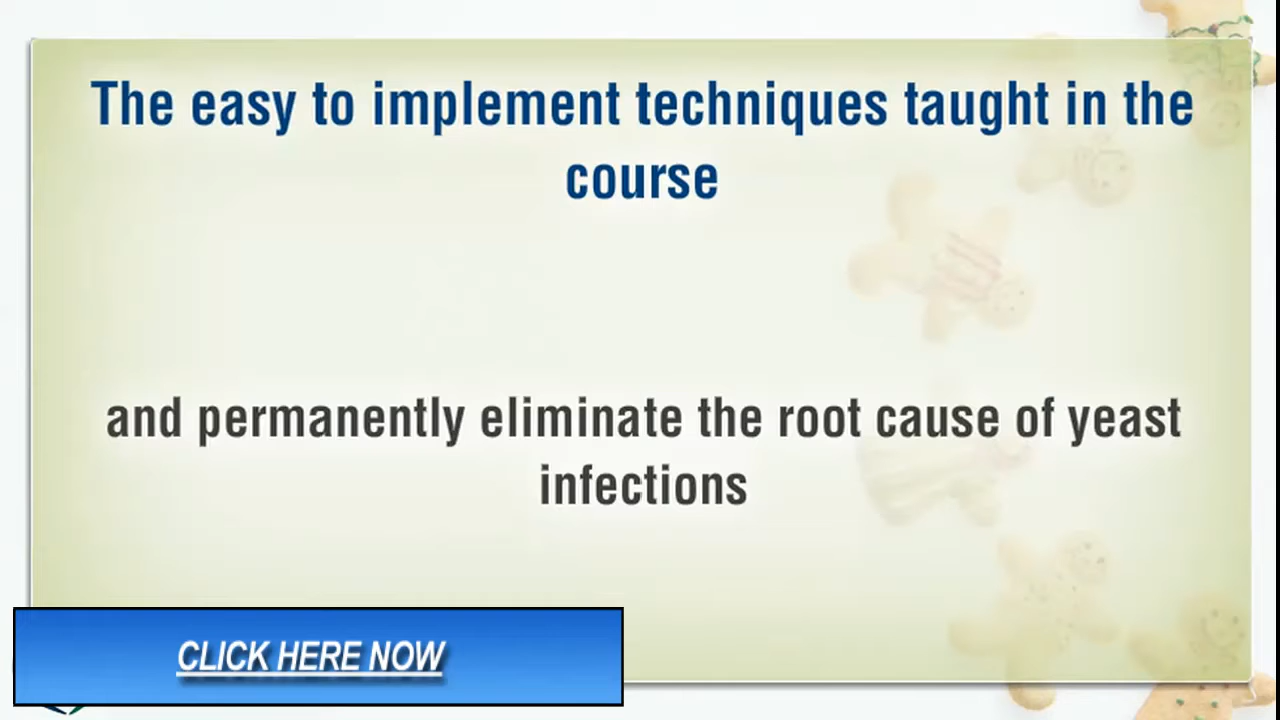 The easy to implement techniques taught in the
course
and permanently eliminate the root cause of yeast
infections
CLICK HERE NOW